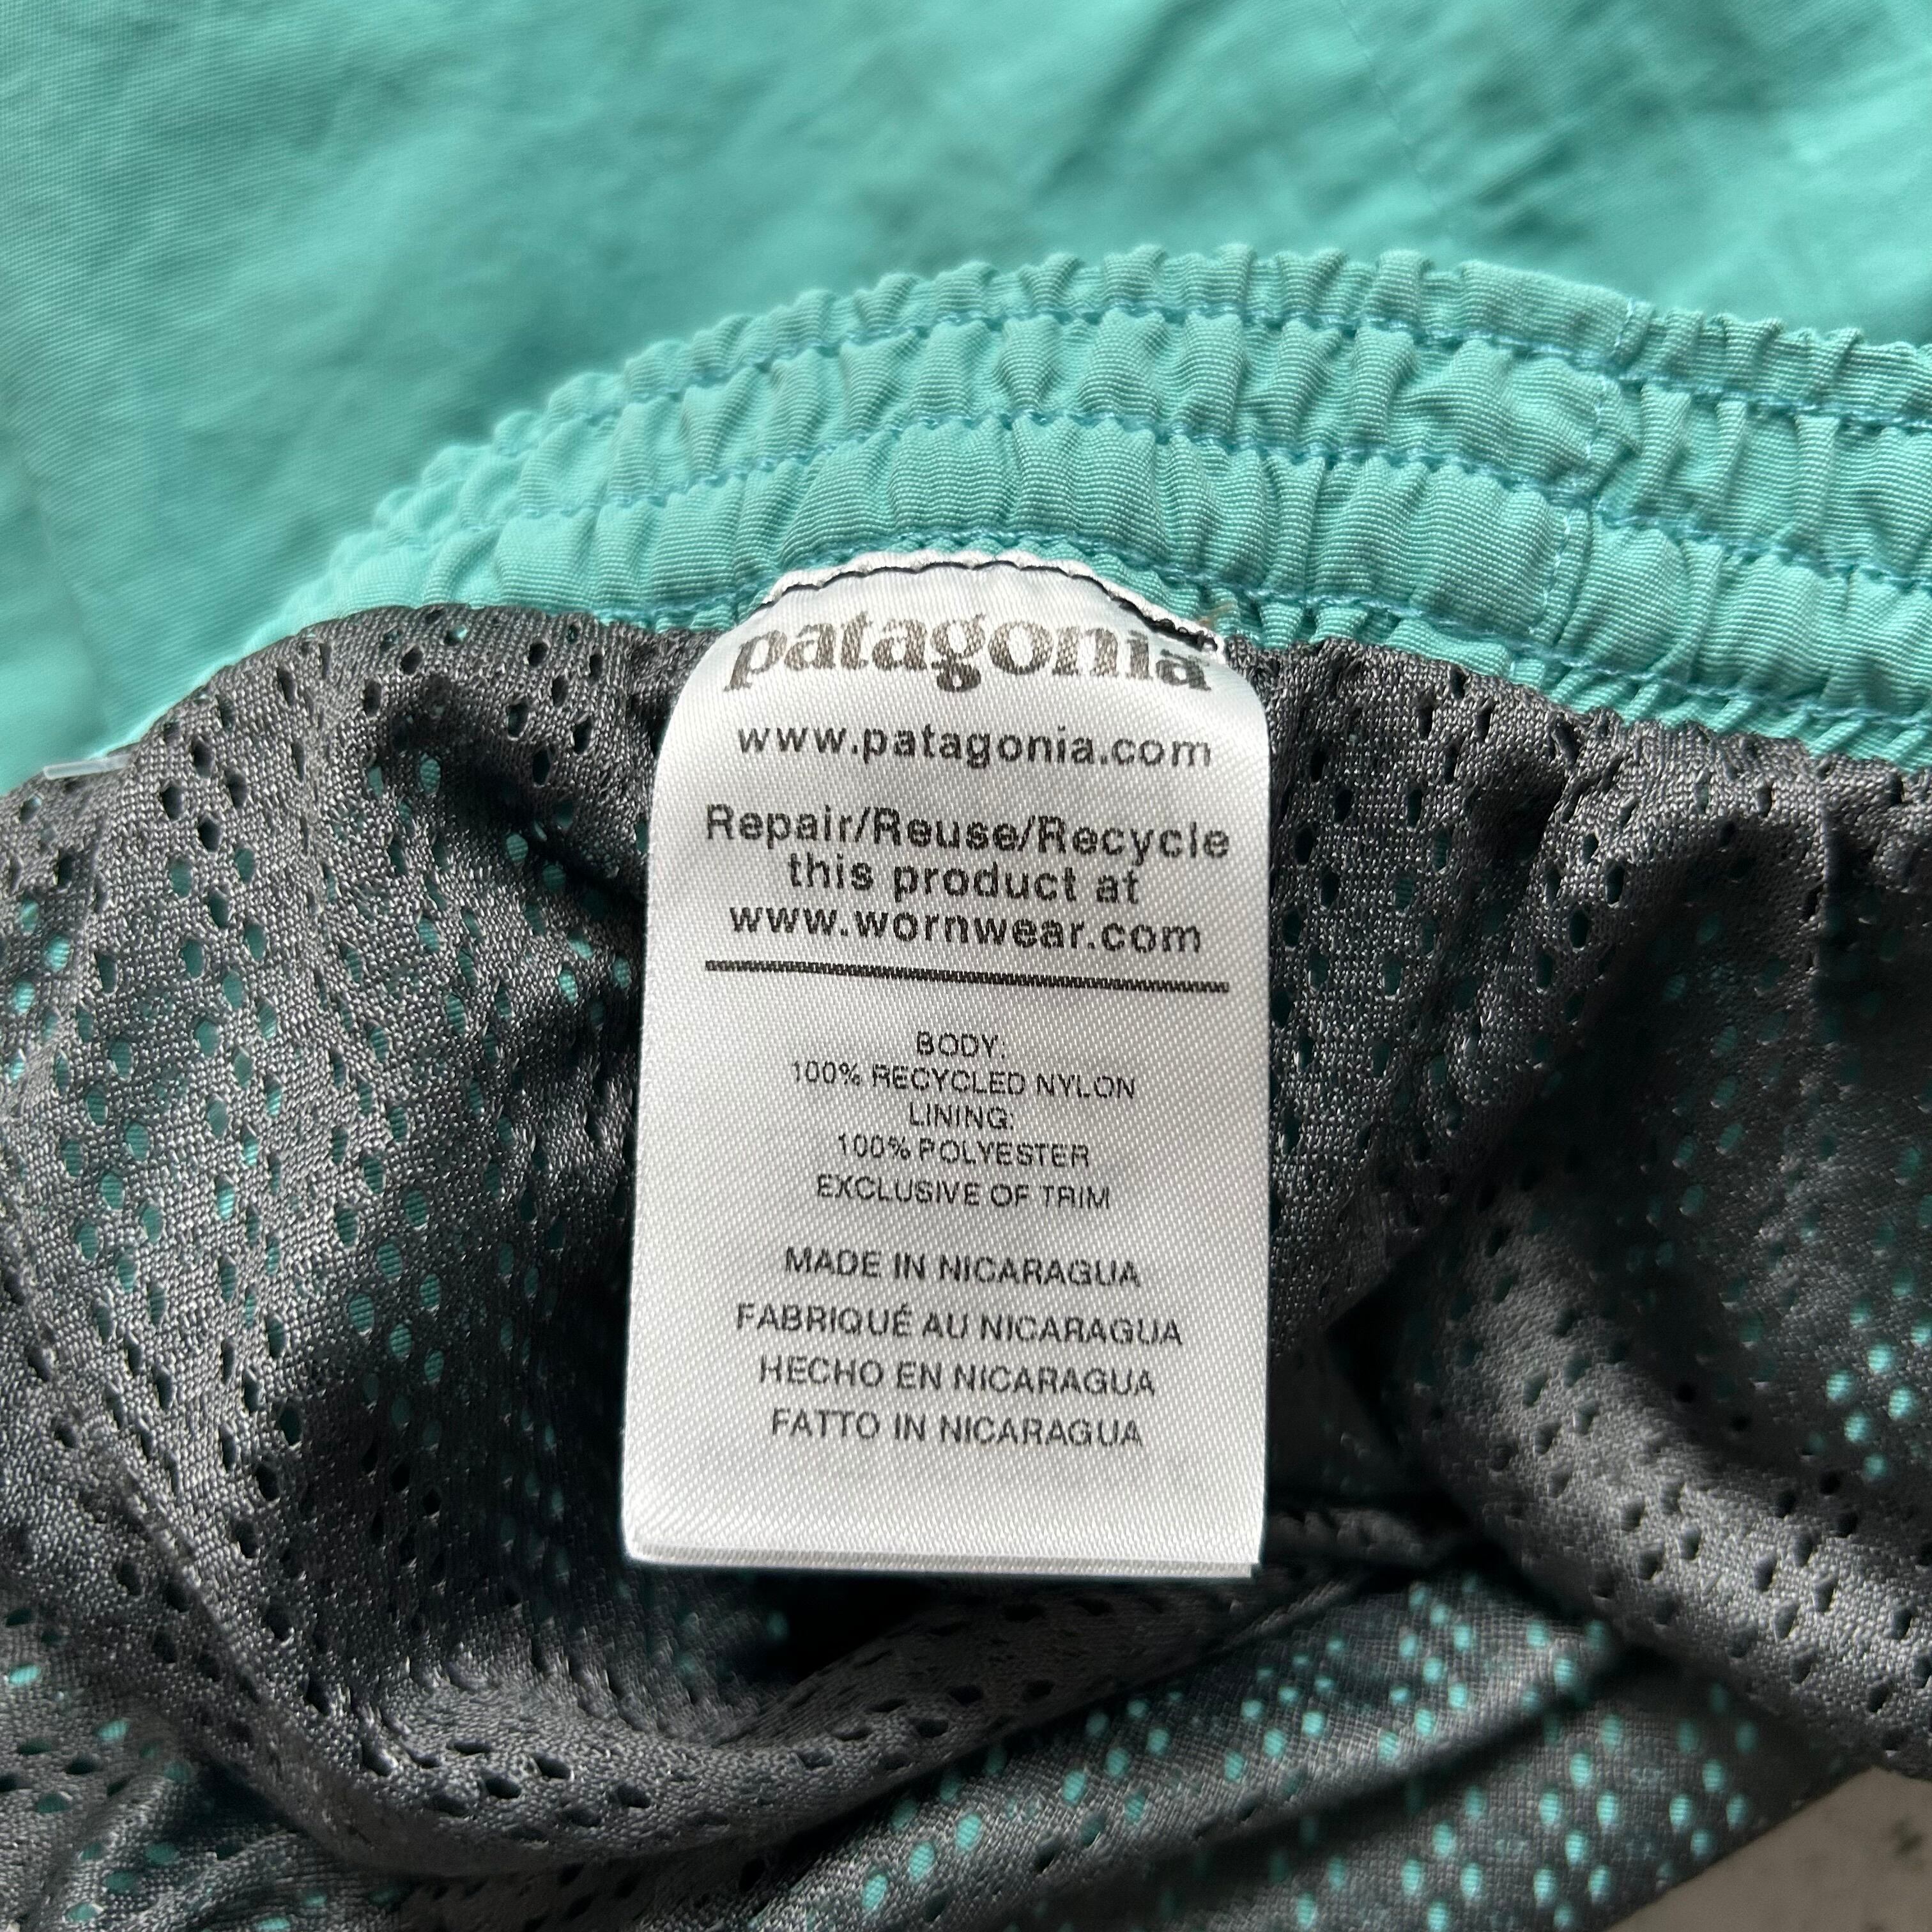 patagonia
www.patagonia.com
Repair/Reuse/Recycle
this product at
www.wornwear.com
BODY:
100% RECYCLED NYLON
LINING:
100% POLYESTER
EXCLUSIVE OF TRIM
MADE IN NICARAGUA
FABRIQUÉ AU NICARAGUA
HECHO EN NICARAGUA
FATTO IN NICARAGUA